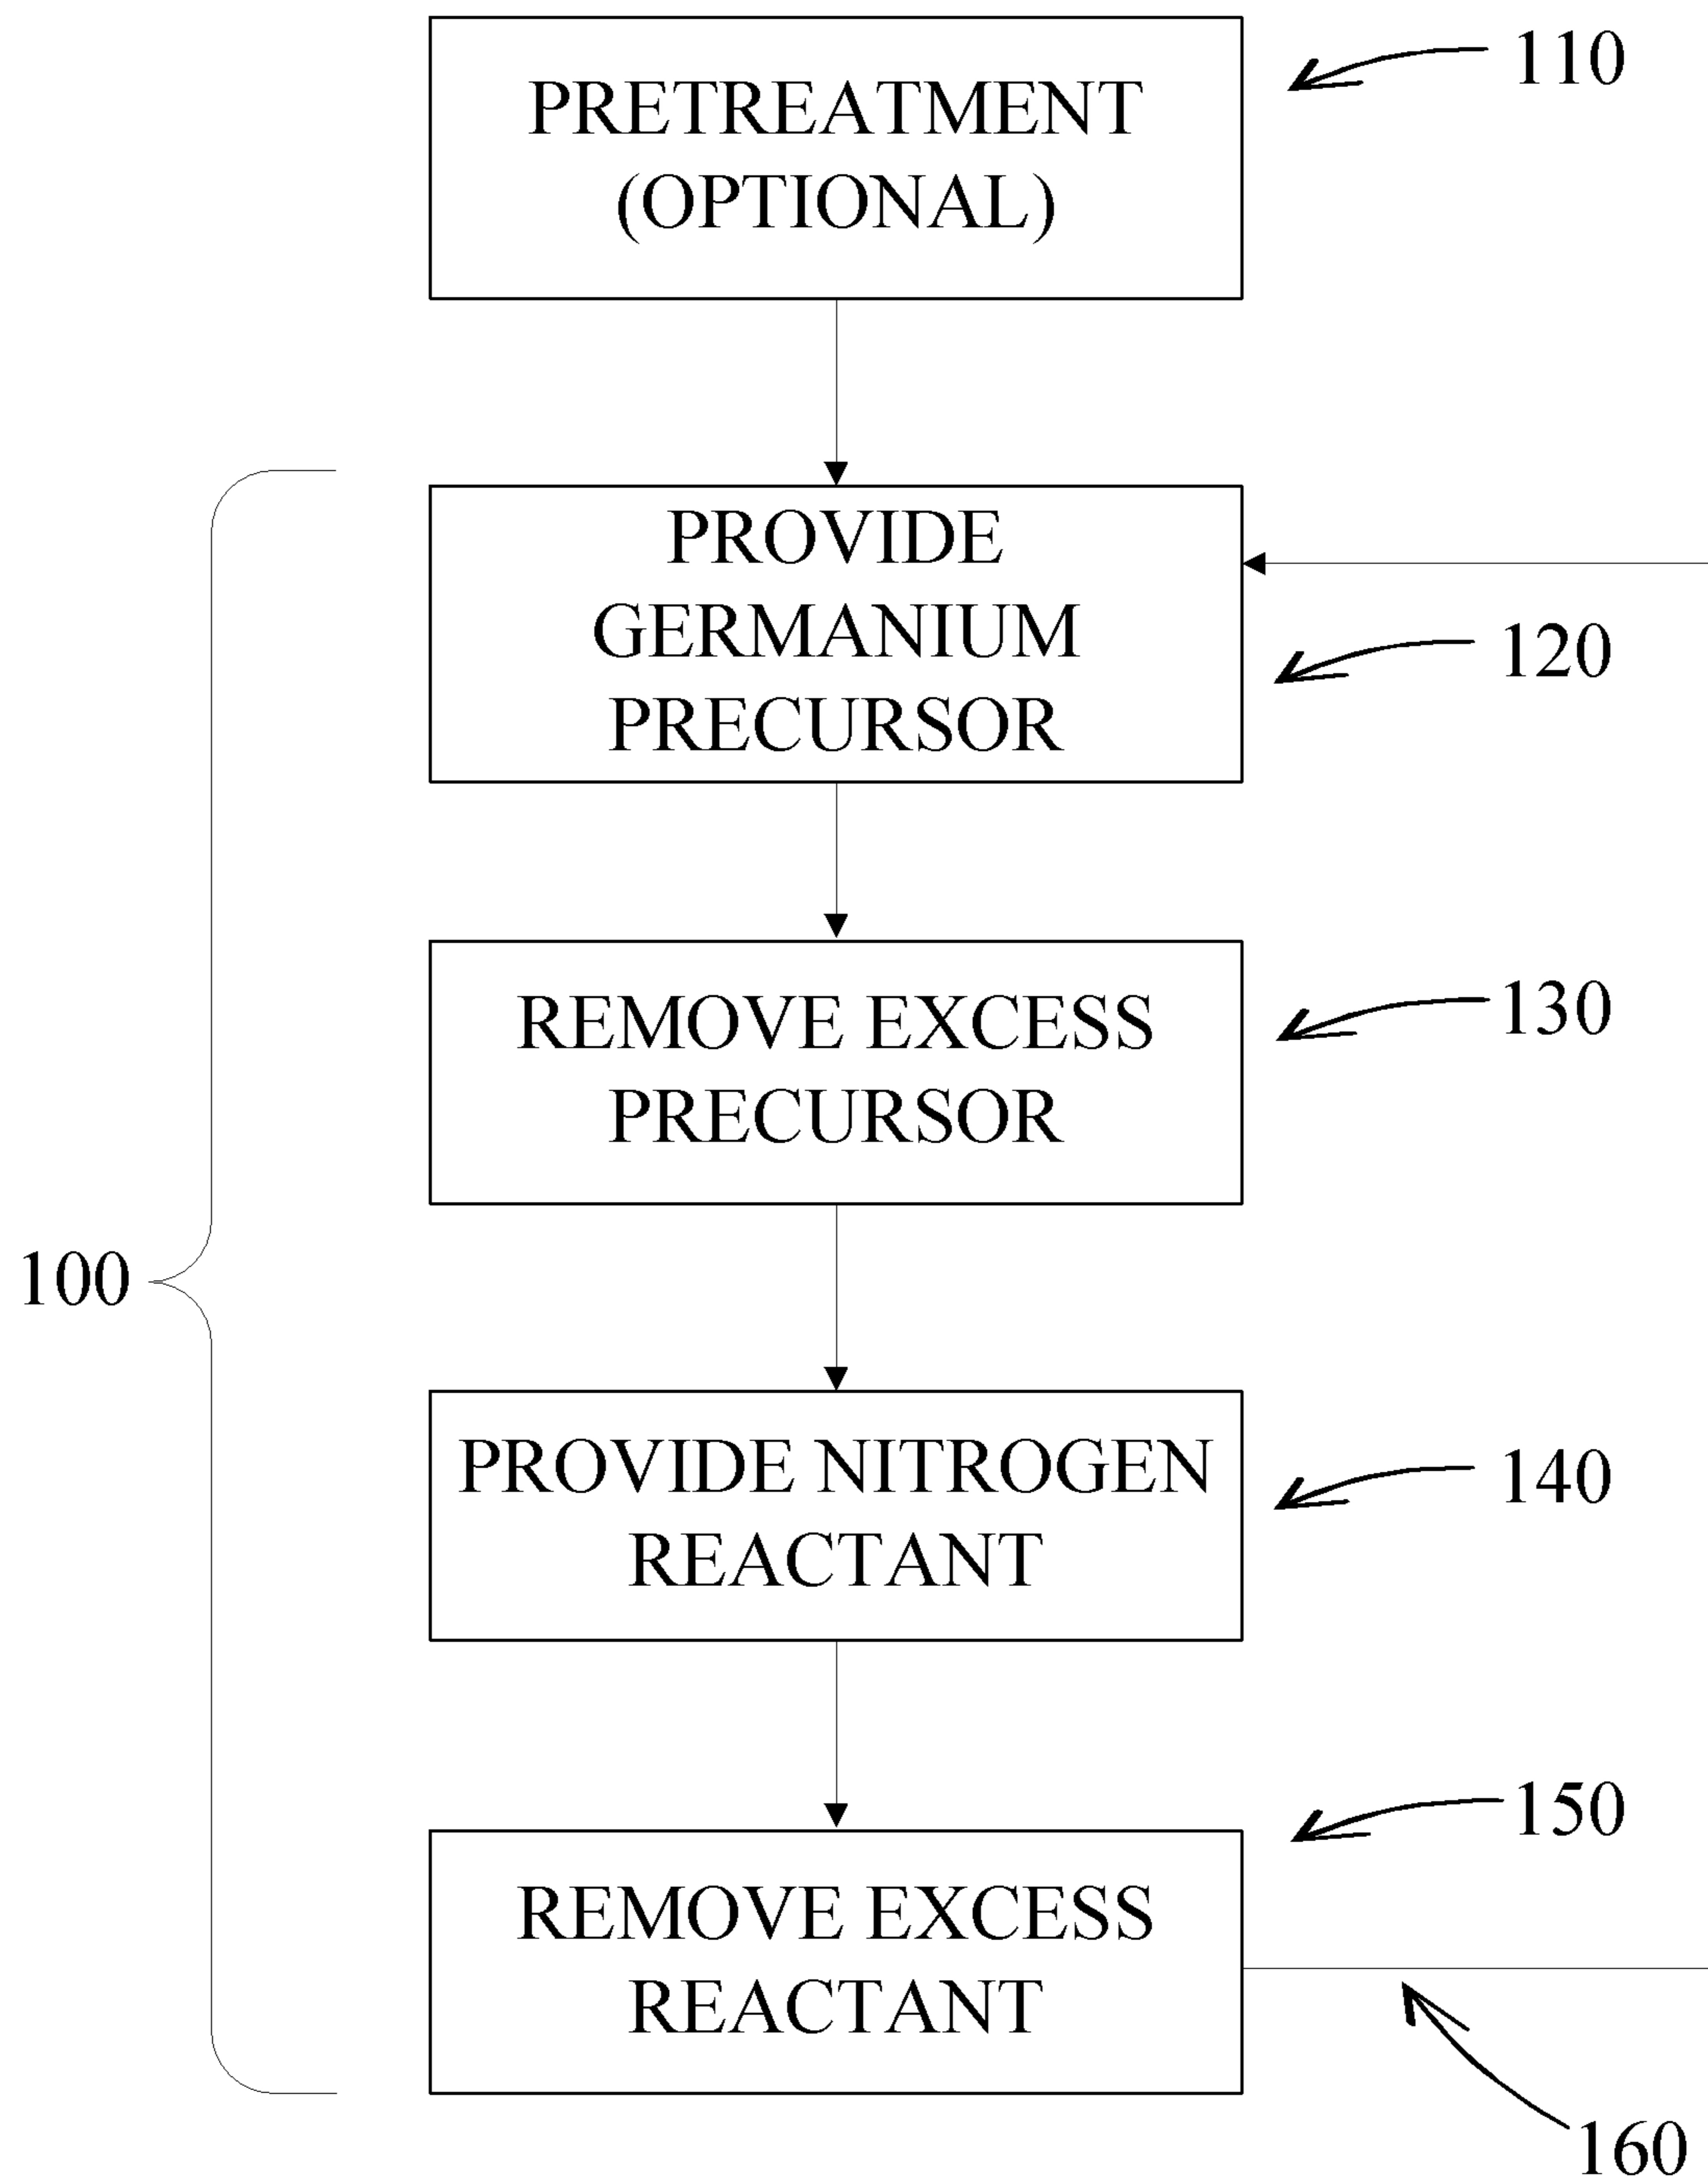 PRETREATMENT
(OPTIONAL)
110
PROVIDE
GERMANIUM
PRECURSOR
120
REMOVE EXCESS
PRECURSOR
130
100
PROVIDE NITROGEN
REACTANT
140
REMOVE EXCESS
REACTANT
150
160